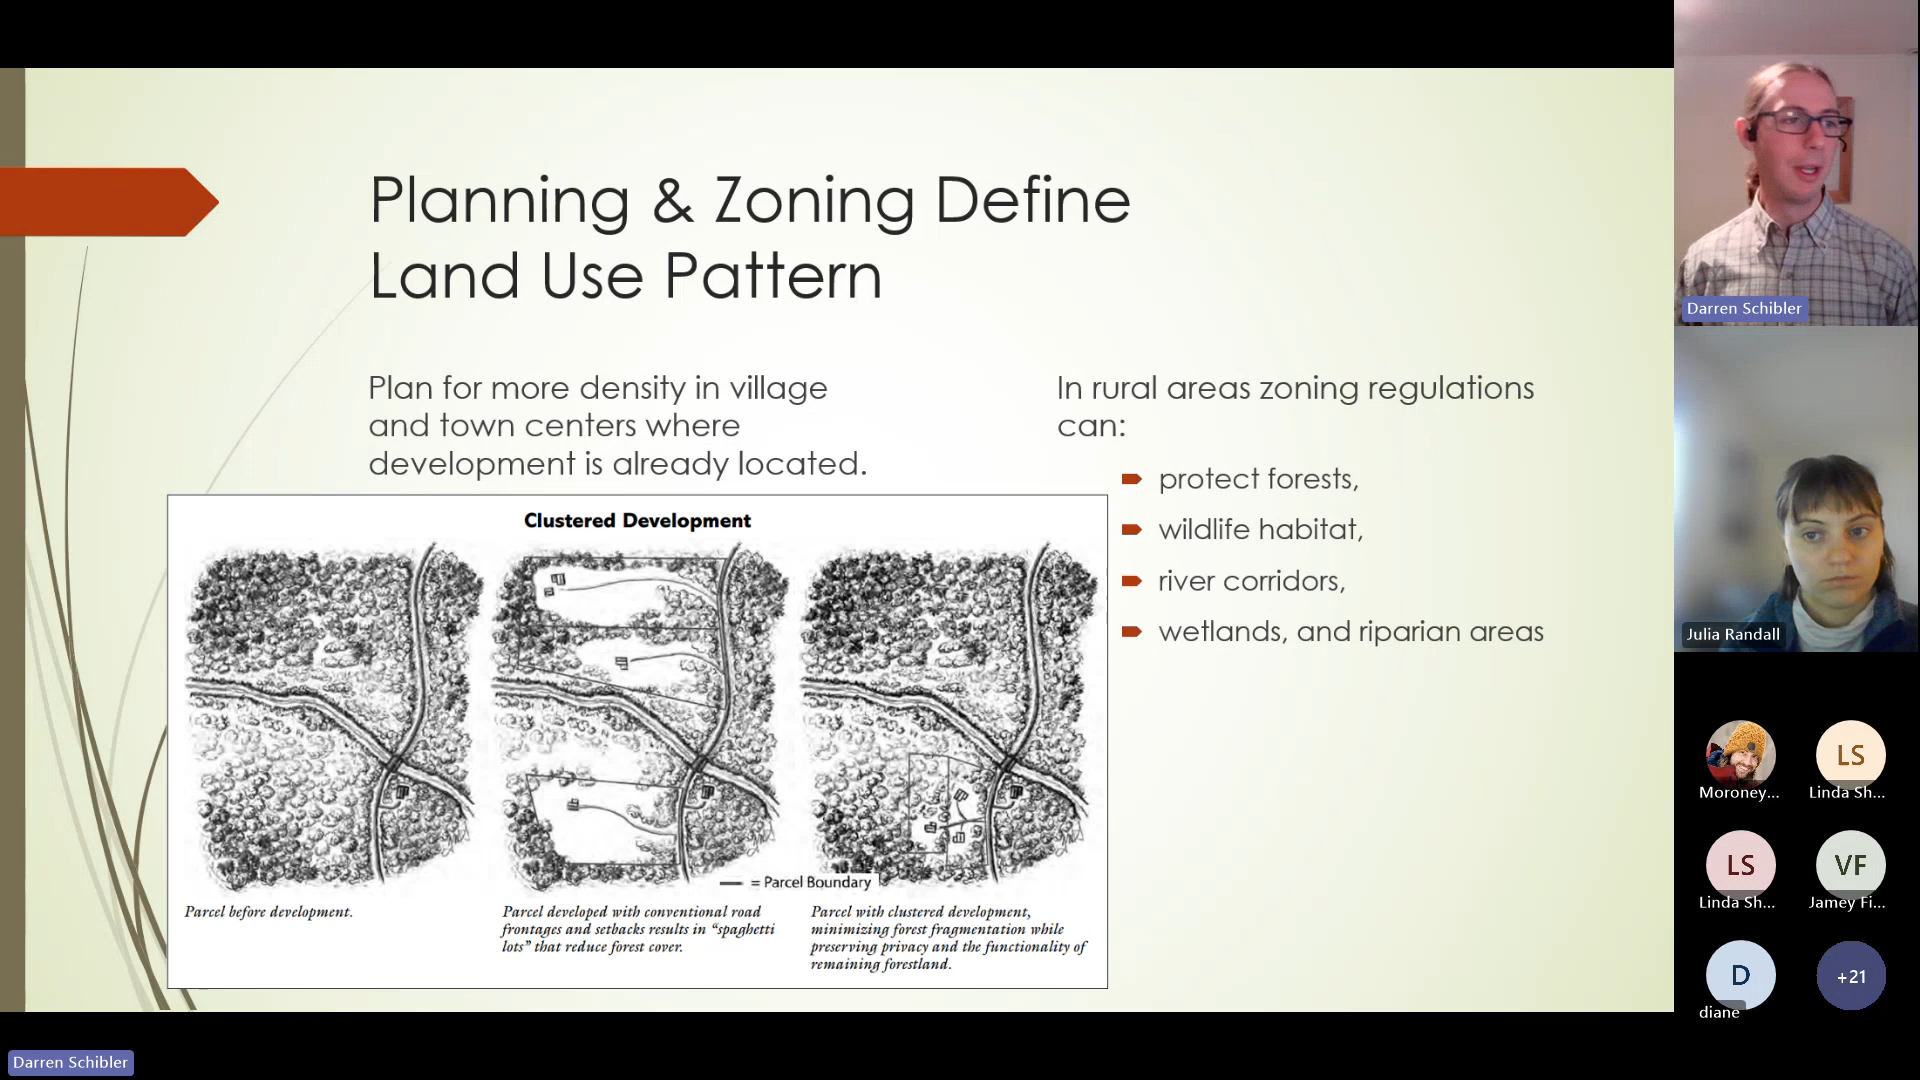 Planning & Zoning Define
Land Use Pattern
Plan for more density in village
and town centers where
development is already located.
In rural areas zoning regulations
can:
protect forests,
wildlife habitat,
river corridors,
wetlands, and riparian areas
Clustered Development
= Parcel Boundary
Parcel before development.
Parcel developed with conventional road
frontages and setbacks results in “spaghetti
lots” that reduce forest cover.
Parcel with clustered development,
minimizing forest fragmentation while
preserving privacy and the functionality of
remaining forestland.
Darren Schibler
Julia Randall
Moroney...
LS
Linda Sh...
LS
Linda Sh...
VF
Jamey Fi...
D
diane
+21
Darren Schibler